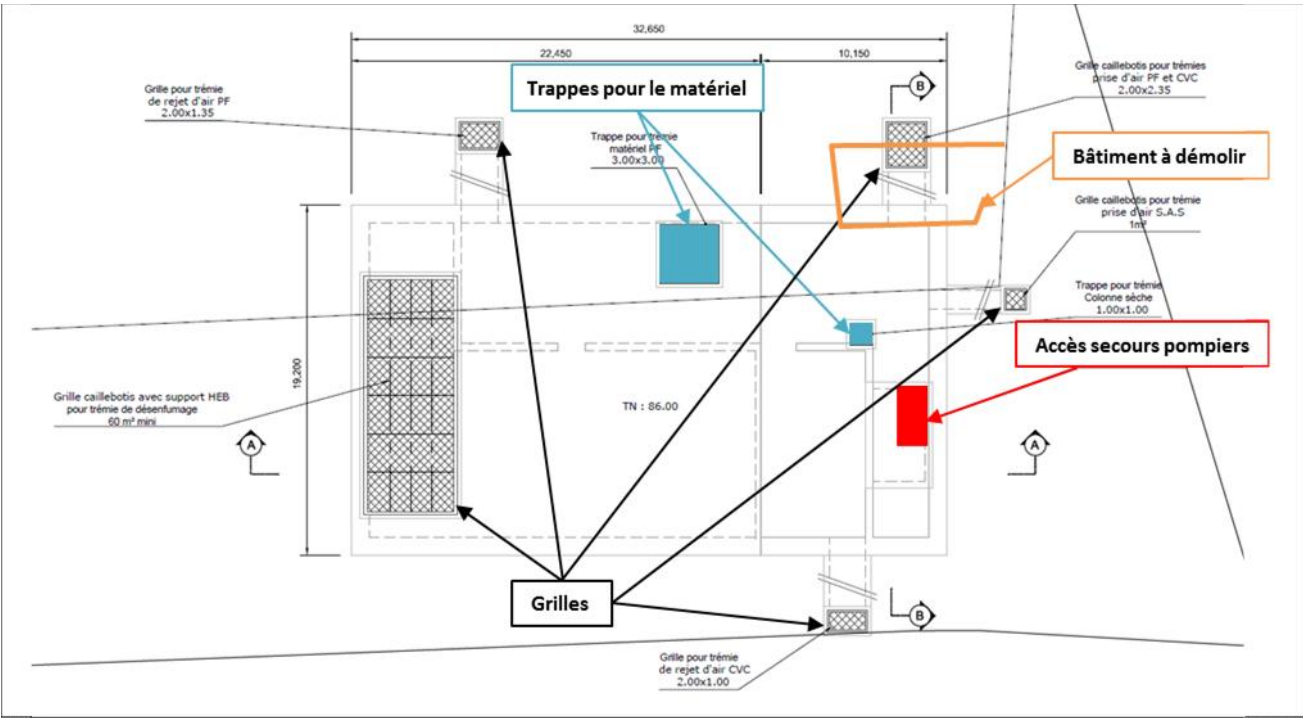 32,650
22,450
10,150
Grille pour trémie
de rejet d'air PF
2.00x1.35
Trappes pour le matériel
B
Grille caillebotis pour trémies
prise d'air PF et CVC
2.00x2.35
Trappe pour trémie
matériel PF
3.00x3.00
Bâtiment à démolir
Grille caillebotis pour trémie
prise d'air S.A.S
1m²
Trappe pour trémie
Colonne sèche
1.00x1.00
Accès secours pompiers
19,200
Grille caillebotis avec support HEB
pour trémie de désenfumage
60 m² mini
TN : 86.00
A
A
Grilles
B
Grille pour trémie
de rejet d'air CVC
2.00x1.00